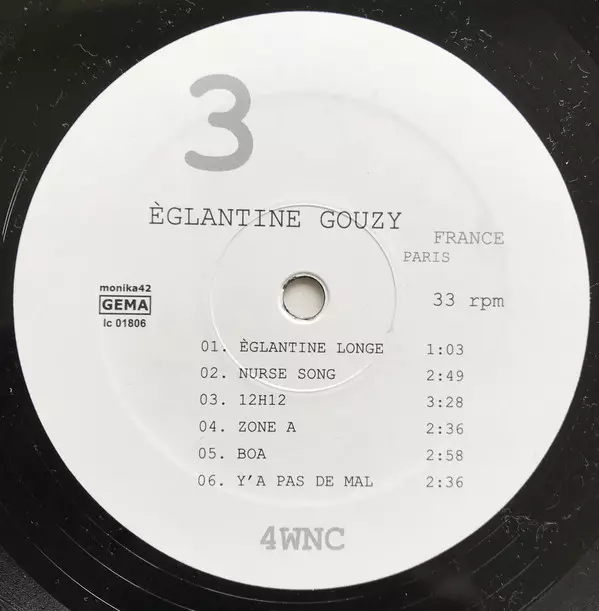 3
ÈGLANTINE GOUZY
FRANCE
PARIS
monika42
GEMA
lc 01806
33 rpm
01. ÈGLANTINE LONGE 1:03
02. NURSE SONG 2:49
03. 12H12 3:28
04. ZONE A 2:36
05. BOA 2:58
06. Y'A PAS DE MAL 2:36
4WNC